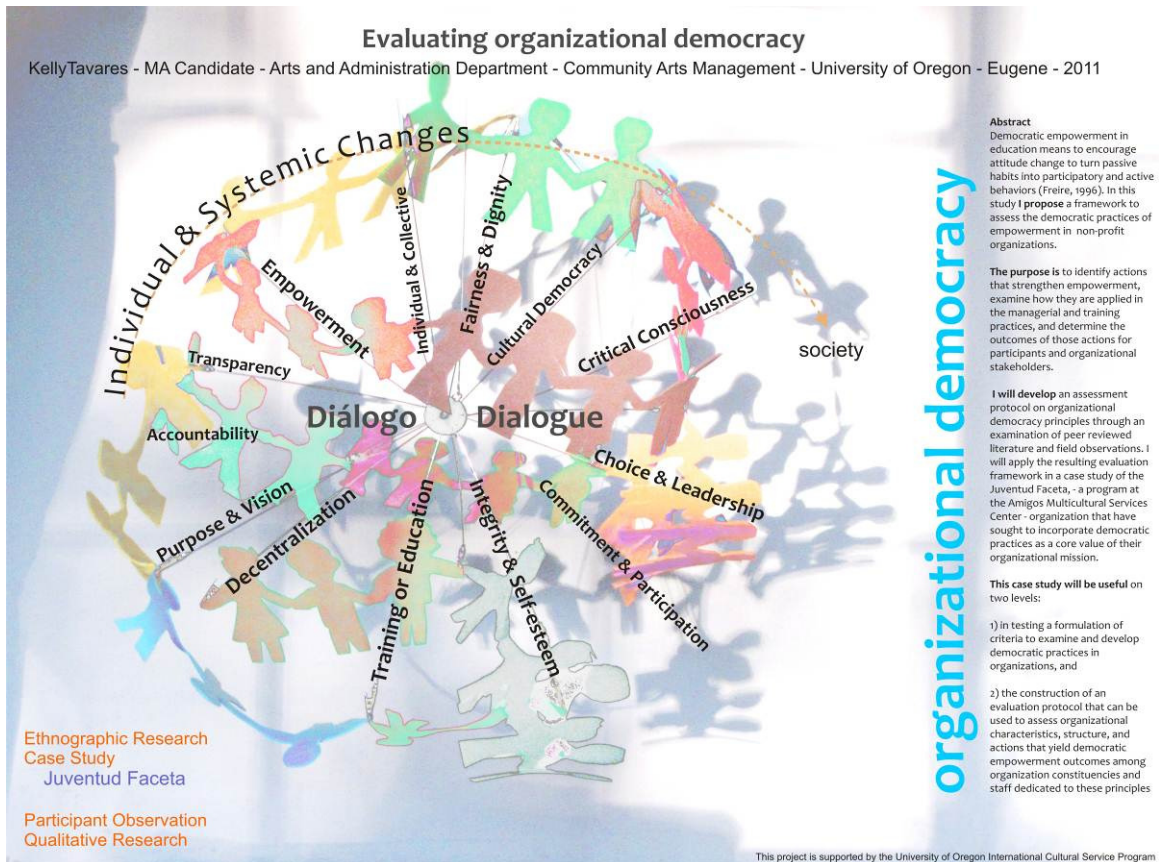 Evaluating organizational democracy
KellyTavares - MA Candidate - Arts and Administration Department - Community Arts Management - University of Oregon - Eugene - 2011
Individual & Systemic Changes
Empowerment
Individual & Collective
Fairness & Dignity
Cultural Democracy
Critical Consciousness
society
Transparency
Accountability
Diálogo
Dialogue
Purpose & Vision
Decentralization
Training or Education
Integrity & Self-esteem
Commitment & Participation
Choice & Leadership
Ethnographic Research
Case Study
Juventud Faceta
Participant Observation
Qualitative Research
organizational democracy
Abstract
Democratic empowerment in
education means to encourage
attitude change to turn passive
habits into participatory and active
behaviors (Freire, 1996). In this
study I propose a framework to
assess the democratic practices of
empowerment in non-profit
organizations.
The purpose is to identify actions
that strengthen empowerment,
examine how they are applied in
the managerial and training
practices, and determine the
outcomes of those actions for
participants and organizational
stakeholders.
I will develop an assessment
protocol on organizational
democracy principles through an
examination of peer reviewed
literature and field observations. I
will apply the resulting evaluation
framework in a case study of the
Juventud Faceta, - a program at
the Amigos Multicultural Services
Center - organization that have
sought to incorporate democratic
practices as a core value of their
organizational mission.
This case study will be useful on
two levels:
1) in testing a formulation of
criteria to examine and develop
democratic practices in
organizations, and
2) the construction of an
evaluation protocol that can be
used to assess organizational
characteristics, structure, and
actions that yield democratic
empowerment outcomes among
organization constituencies and
staff dedicated to these principles
This project is supported by the University of Oregon International Cultural Service Program